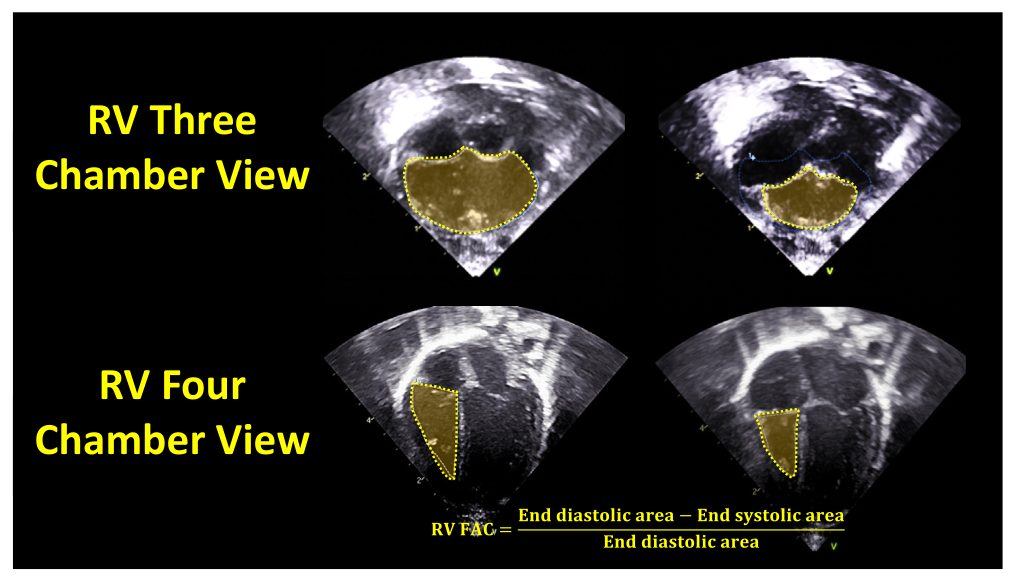 RV Three
Chamber View
V
V
RV Four
Chamber View
RV FAC = End diastolic area − End systolic area
End diastolic area
V